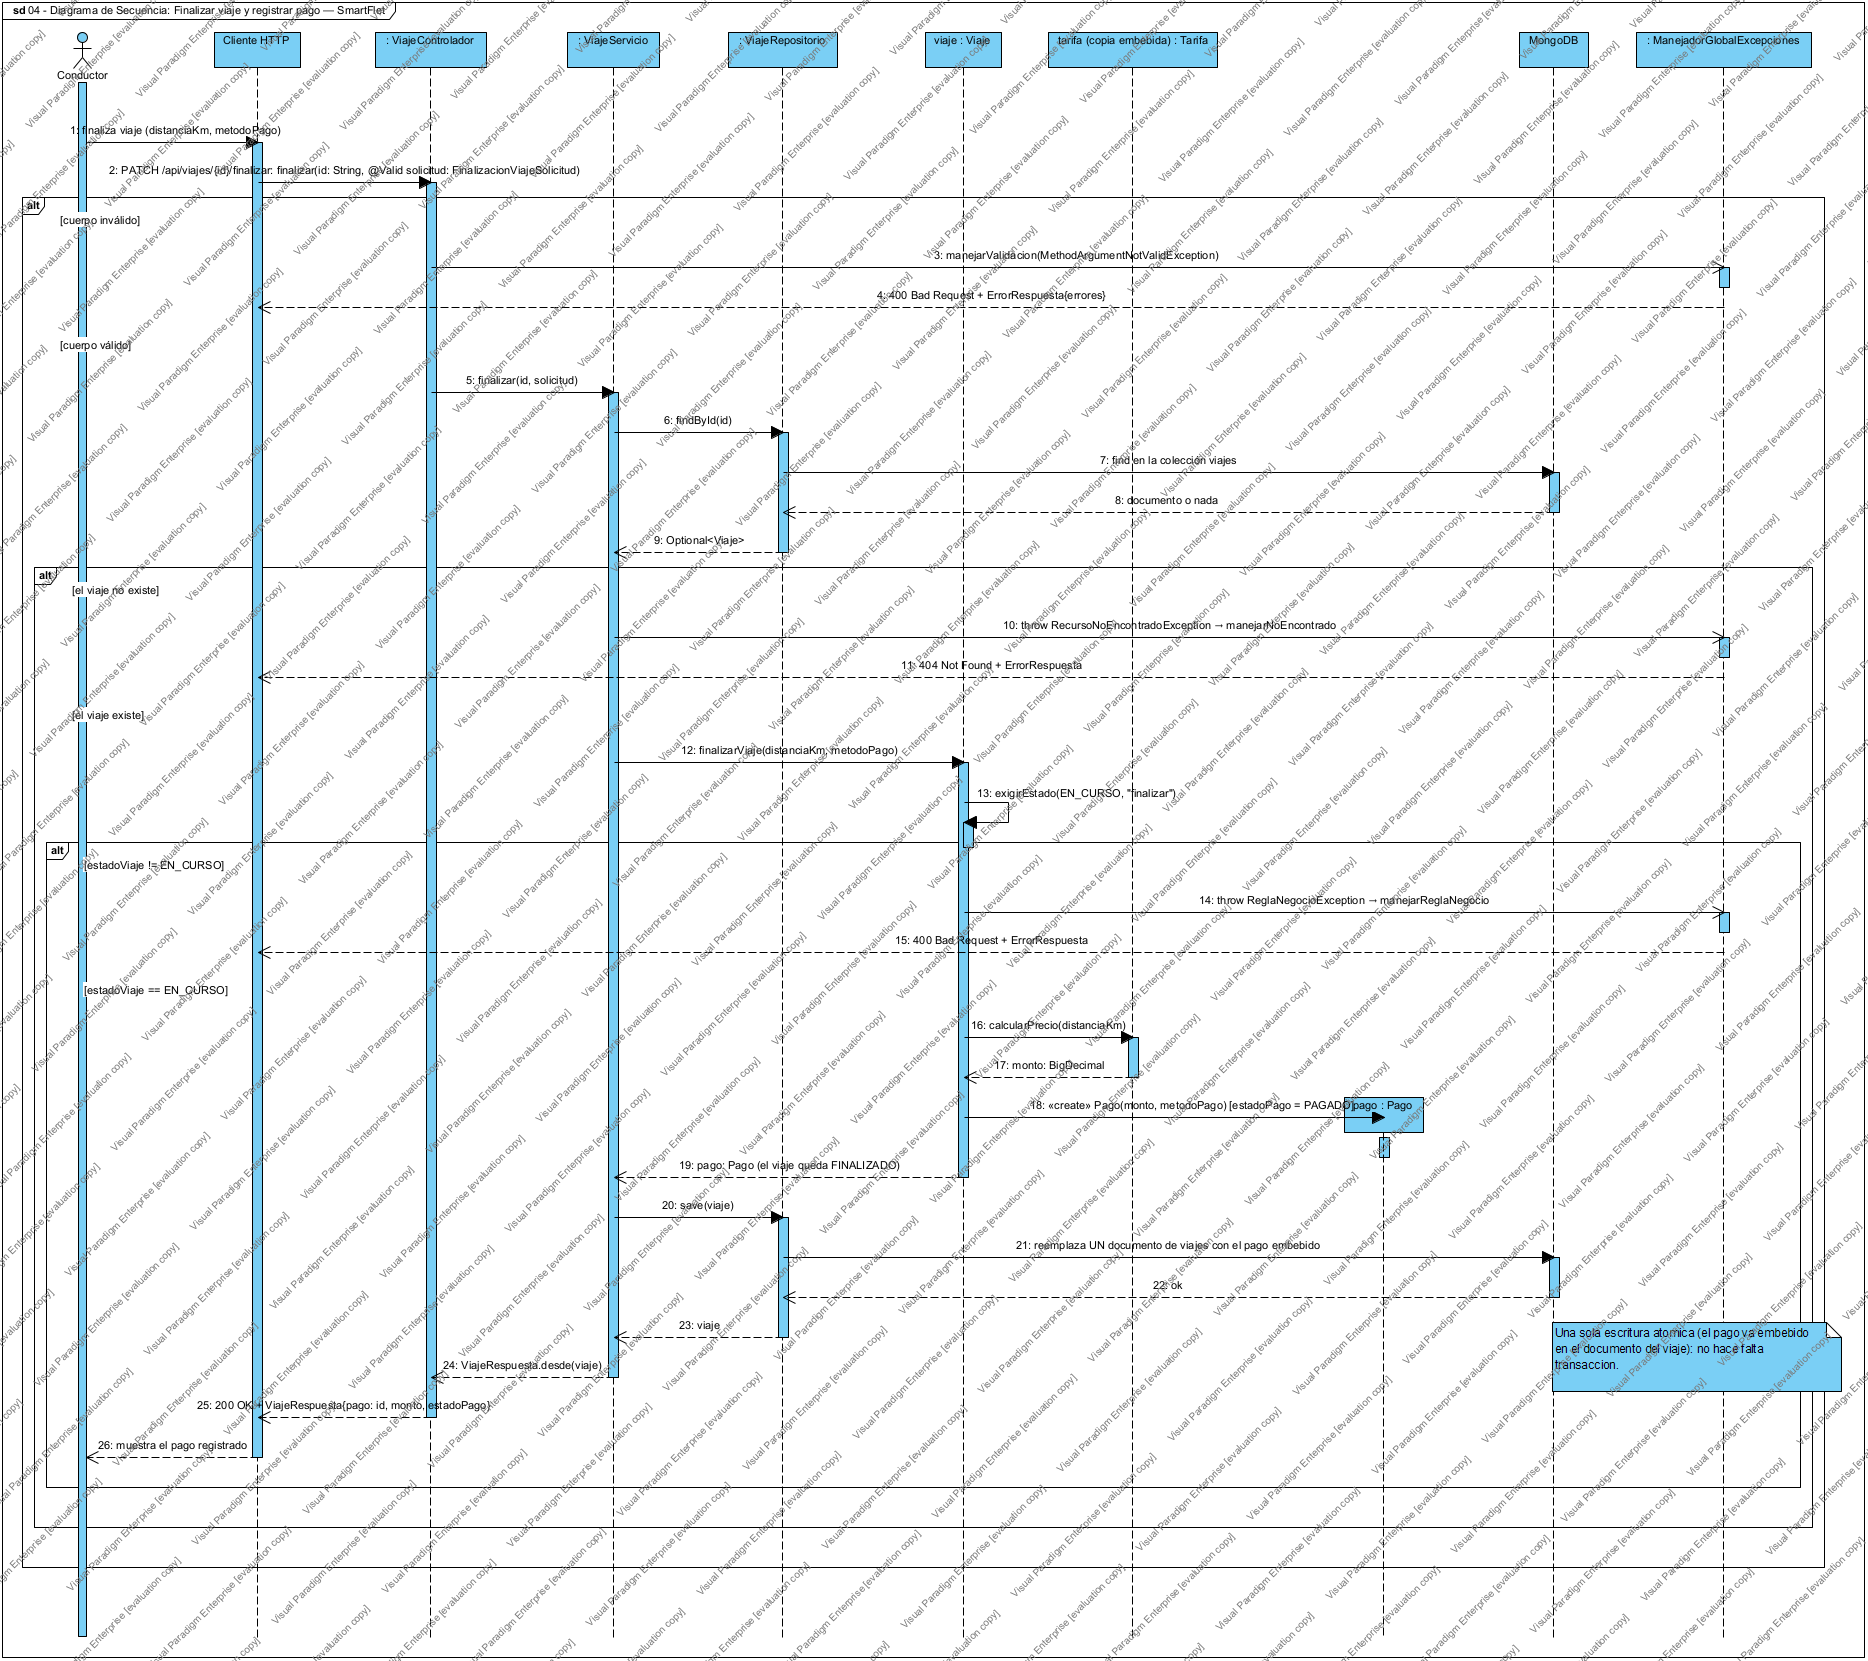 sd 04 - Diagrama de Secuencia: Finalizar viaje y registrar pago — SmartFlet
Conductor
Cliente HTTP
: ViajeControlador
: ViajeServicio
: ViajeRepositorio
viaje : Viaje
tarifa (copia embebida) : Tarifa
MongoDB
: ManejadorGlobalExcepciones
1: finaliza viaje (distanciaKm, metodoPago)
2: PATCH /api/viajes/{id}/finalizar: finalizar(id: String, @Valid solicitud: FinalizacionViajeSolicitud)
alt
[cuerpo inválido]
3: manejarValidacion(MethodArgumentNotValidException)
4: 400 Bad Request + ErrorRespuesta{errores}
[cuerpo válido]
5: finalizar(id, solicitud)
6: findById(id)
7: find en la colección viajes
8: documento o nada
9: Optional<Viaje>
alt
[el viaje no existe]
10: throw RecursoNoEncontradoException → manejarNoEncontrado
11: 404 Not Found + ErrorRespuesta
[el viaje existe]
12: finalizarViaje(distanciaKm, metodoPago)
13: exigirEstado(EN_CURSO, "finalizar")
alt
[estadoViaje != EN_CURSO]
14: throw ReglaNegocioException → manejarReglaNegocio
15: 400 Bad Request + ErrorRespuesta
[estadoViaje == EN_CURSO]
16: calcularPrecio(distanciaKm)
17: monto: BigDecimal
18: «create» Pago(monto, metodoPago) [estadoPago = PAGADO]
pago : Pago
19: pago: Pago (el viaje queda FINALIZADO)
20: save(viaje)
21: reemplaza UN documento de viajes con el pago embebido
22: ok
23: viaje
Una sola escritura atomica (el pago va embebido
en el documento del viaje): no hace falta
transaccion.
24: ViajeRespuesta.desde(viaje)
25: 200 OK + ViajeRespuesta{pago: id, monto, estadoPago}
26: muestra el pago registrado
Visual Paradigm Enterprise [evaluation copy]